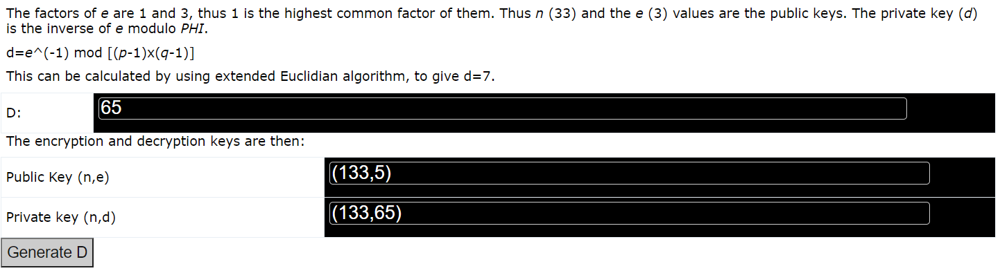 The factors of e are 1 and 3, thus 1 is the highest common factor of them. Thus n (33) and the e (3) values are the public keys. The private key (d)
is the inverse of e modulo PHI.
d=e^(-1) mod [(p-1)x(q-1)]
This can be calculated by using extended Euclidian algorithm, to give d=7.
D: 65
The encryption and decryption keys are then:
Public Key (n,e) (133,5)
Private key (n,d) (133,65)
Generate D